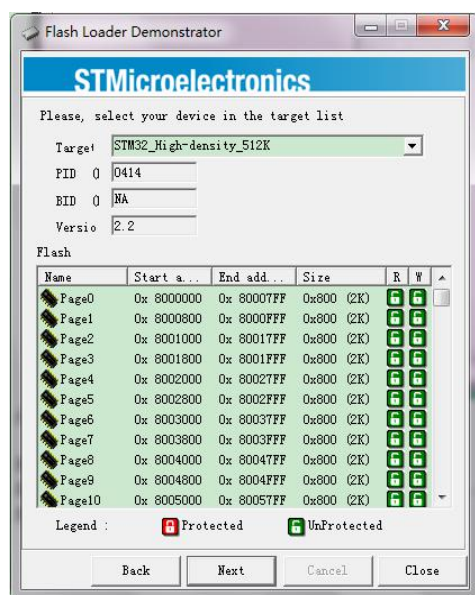 Flash Loader Demonstrator
STMicroelectronics
Please, select your device in the target list
Target STM32_High-density_512K
PID () 0414
BID () NA
Versio 2.2
Flash
Name Start a... End add... Size R W
Page0 0x 8000000 0x 80007FF 0x800 (2K)
Page1 0x 8000800 0x 8000FFF 0x800 (2K)
Page2 0x 8001000 0x 80017FF 0x800 (2K)
Page3 0x 8001800 0x 8001FFF 0x800 (2K)
Page4 0x 8002000 0x 80027FF 0x800 (2K)
Page5 0x 8002800 0x 8002FFF 0x800 (2K)
Page6 0x 8003000 0x 80037FF 0x800 (2K)
Page7 0x 8003800 0x 8003FFF 0x800 (2K)
Page8 0x 8004000 0x 80047FF 0x800 (2K)
Page9 0x 8004800 0x 8004FFF 0x800 (2K)
Page10 0x 8005000 0x 80057FF 0x800 (2K)
Legend : Protected UnProtected
Back Next Cancel Close